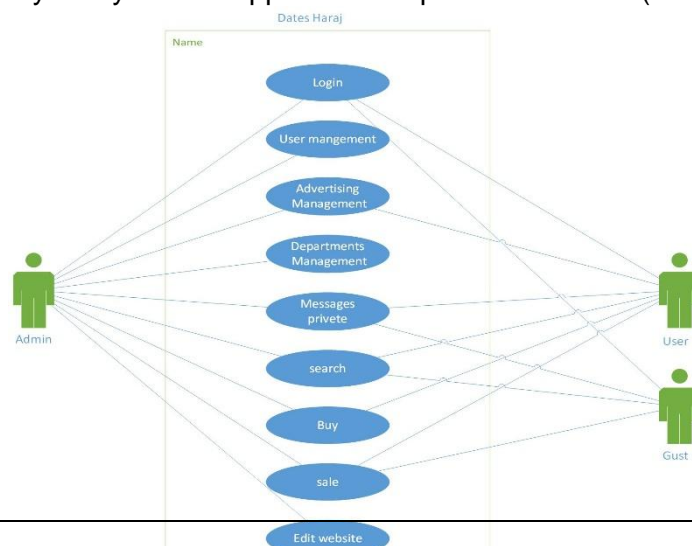 Dates Haraj
Name
Login
User mangement
Advertising
Management
Departments
Management
Messages
privete
search
Buy
sale
Edit website
Admin
User
Gust